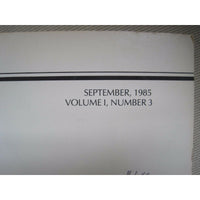 SEPTEMBER, 1985
VOLUME I, NUMBER 3